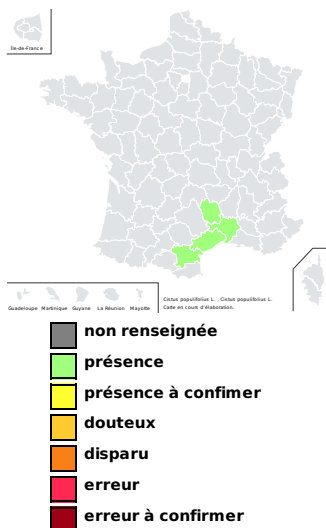 Île-de-France
Guadeloupe Martinique Guyane La Réunion Mayotte
Cistus populifolius L. , Cistus populifolius L.
Carte en cours d'élaboration.
non renseignée
présence
présence à confimer
douteux
disparu
erreur
erreur à confirmer